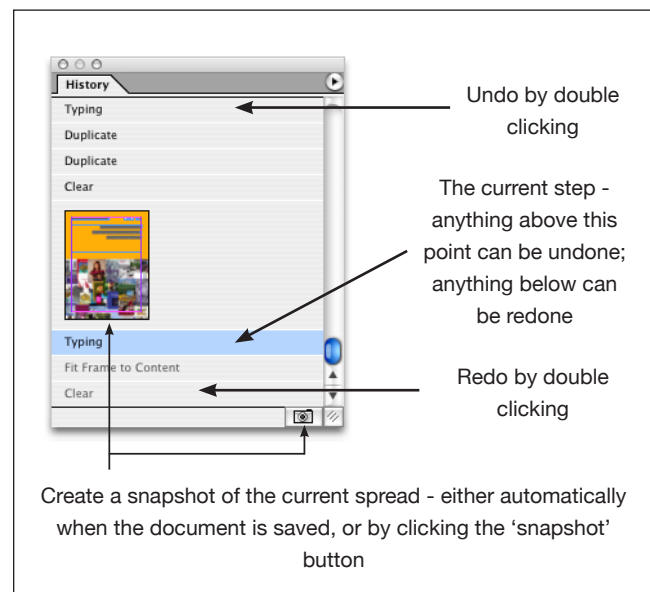 History
Typing
Duplicate
Duplicate
Clear
Typing
Fit Frame to Content
Clear
Undo by double
clicking
The current step -
anything above this
point can be undone;
anything below can
be redone
Redo by double
clicking
Create a snapshot of the current spread - either automatically
when the document is saved, or by clicking the ‘snapshot’
button